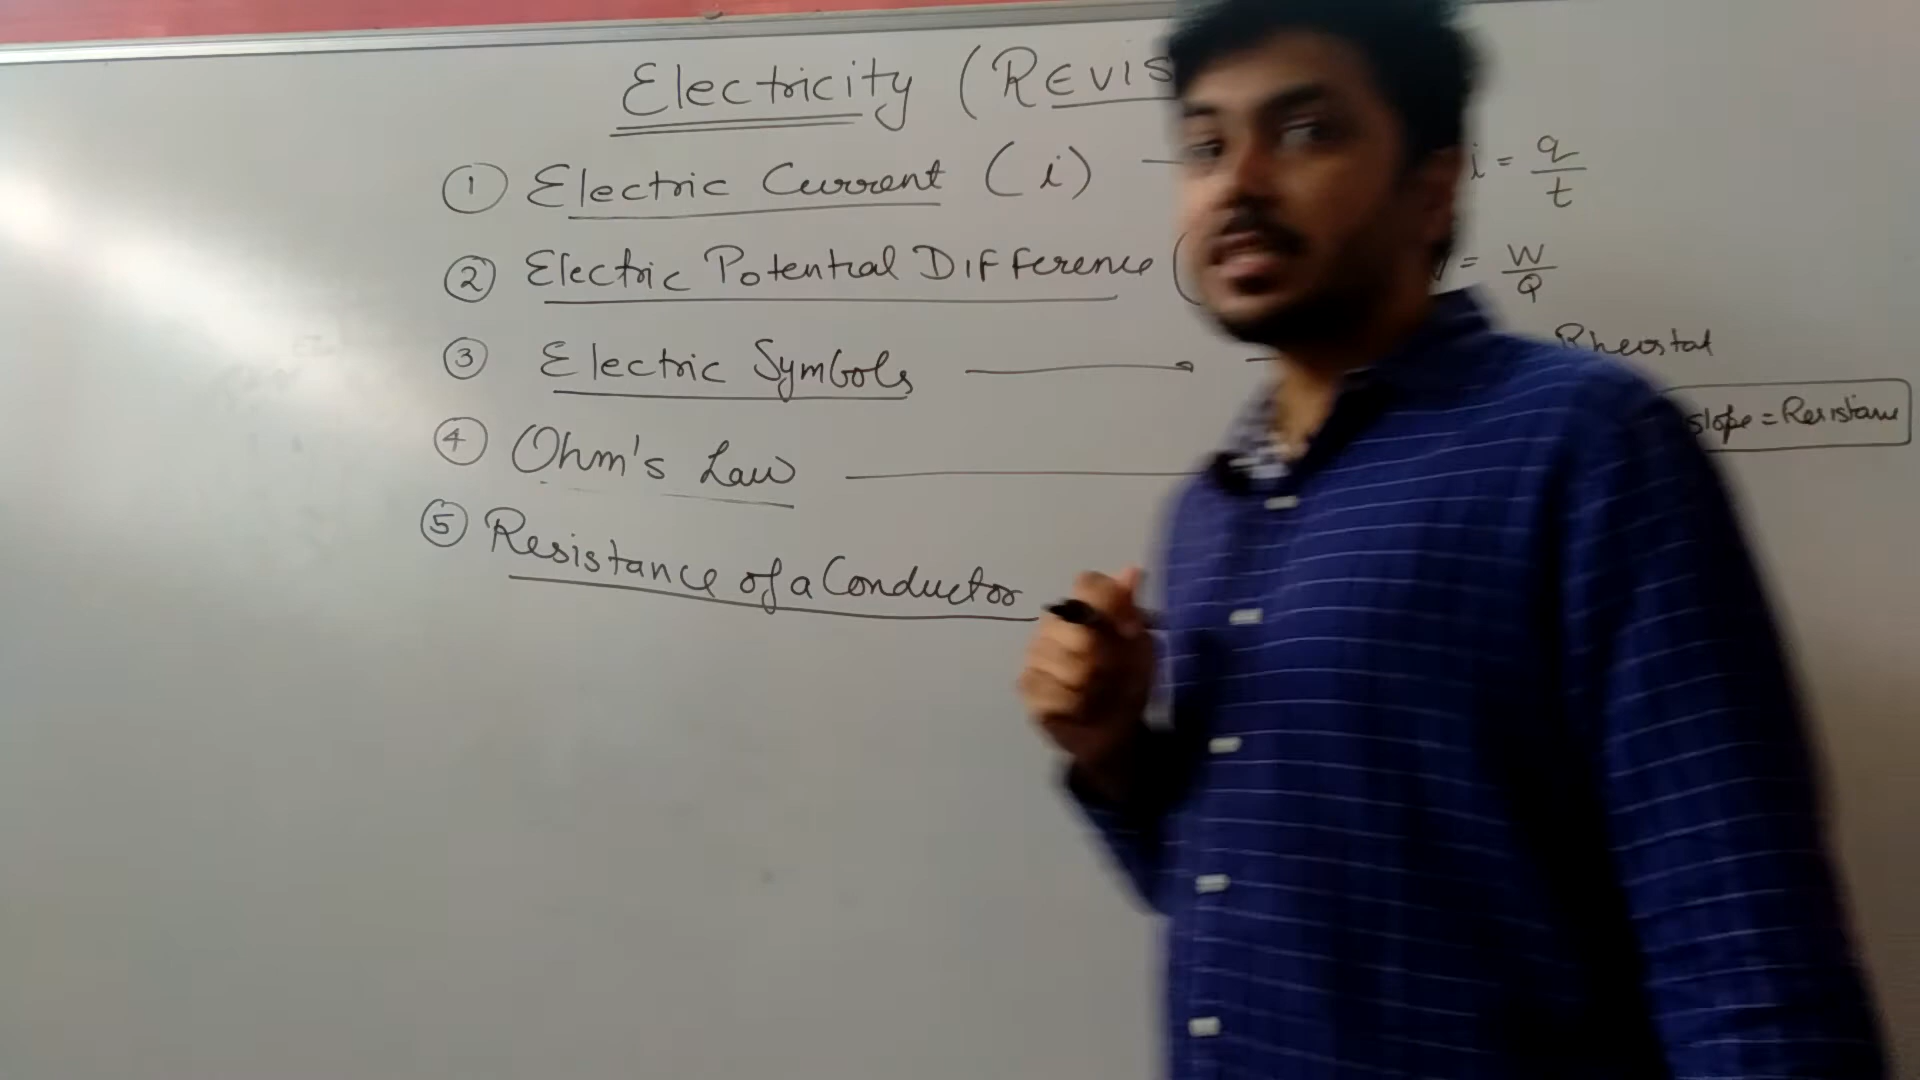 Electricity (REVIS
① Electric Current (i) — i = q/t
② Electric Potential Difference ( = W/Q
③ Electric Symbols — Rheostat
④ Ohm's Law — slope = Resistance
⑤ Resistance of a Conductor